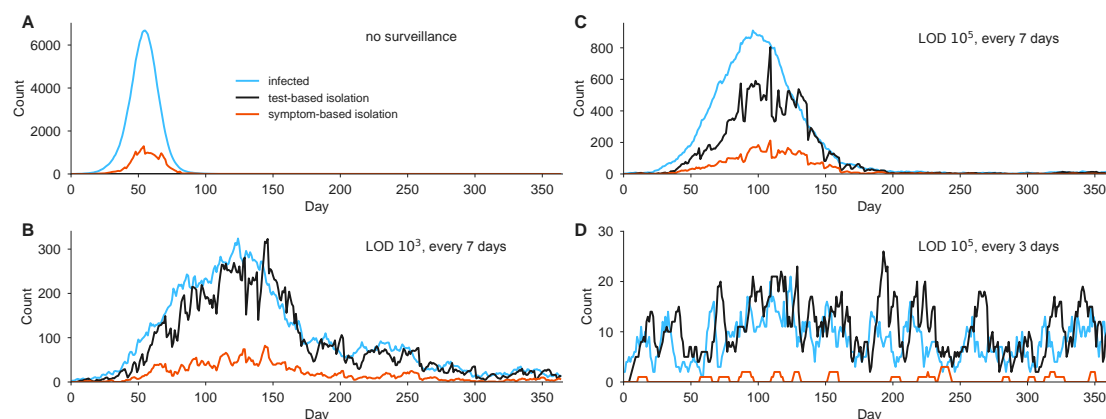 A
no surveillance
6000
4000
2000
0
Count
infected
test-based isolation
symptom-based isolation
0 50 100 150 200 250 300 350
Day
B
LOD 10³, every 7 days
300
200
100
0
Count
0 50 100 150 200 250 300 350
Day
C
LOD 10⁵, every 7 days
800
600
400
200
0
Count
0 50 100 150 200 250 300 350
Day
D
LOD 10⁵, every 3 days
30
20
10
0
Count
0 50 100 150 200 250 300 350
Day